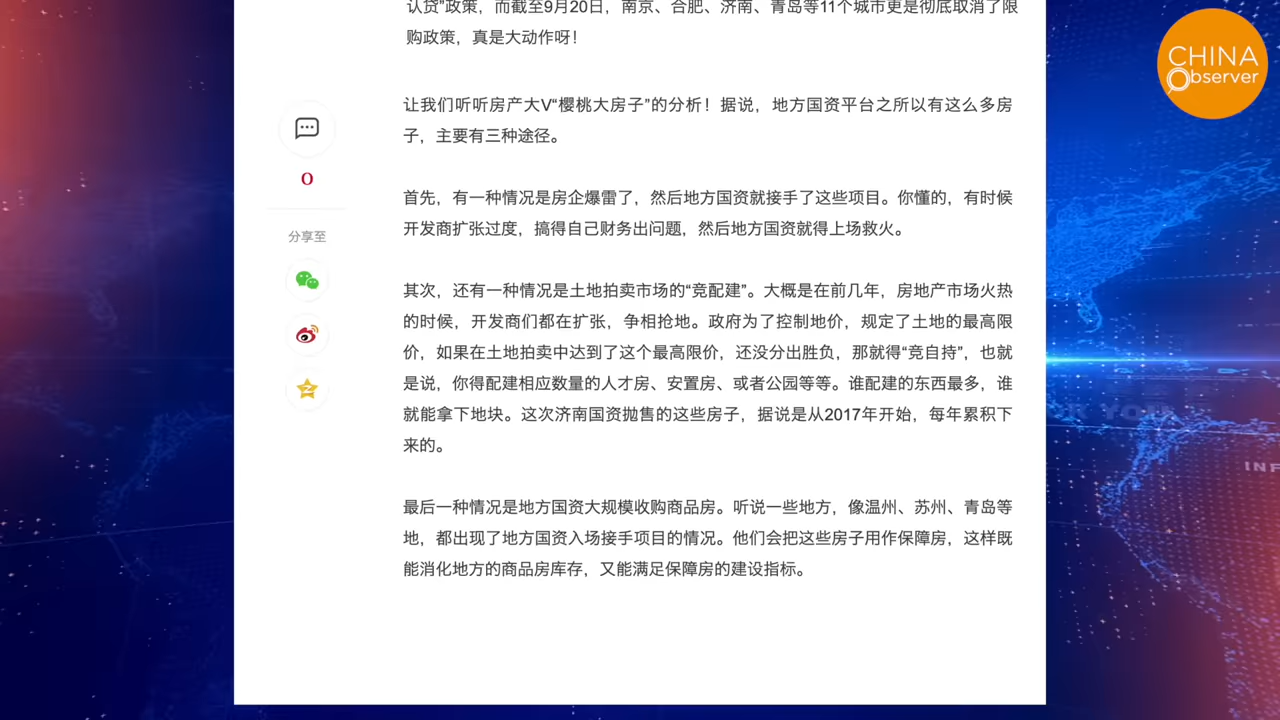 认贷”政策，而截至9月20日，南京、合肥、济南、青岛等11个城市更是彻底取消了限
购政策，真是大动作呀！
CHINA
Observer
让我们听听房产大V“樱桃大房子”的分析！据说，地方国资平台之所以有这么多房
子，主要有三种途径。
0
首先，有一种情况是房企爆雷了，然后地方国资就接手了这些项目。你懂的，有时候
开发商扩张过度，搞得自己财务出问题，然后地方国资就得上场救火。
分享至
其次，还有一种情况是土地拍卖市场的“竞配建”。大概是在前几年，房地产市场火热
的时候，开发商们都在扩张，争相抢地。政府为了控制地价，规定了土地的最高限
价，如果在土地拍卖中达到了这个最高限价，还没分出胜负，那就得“竞自持”，也就
是说，你得配建相应数量的人才房、安置房、或者公园等等。谁配建的东西最多，谁
就能拿下地块。这次济南国资抛售的这些房子，据说是从2017年开始，每年累积下
来的。
最后一种情况是地方国资大规模收购商品房。听说一些地方，像温州、苏州、青岛等
地，都出现了地方国资入场接手项目的情况。他们会把这些房子用作保障房，这样既
能消化地方的商品房库存，又能满足保障房的建设指标。